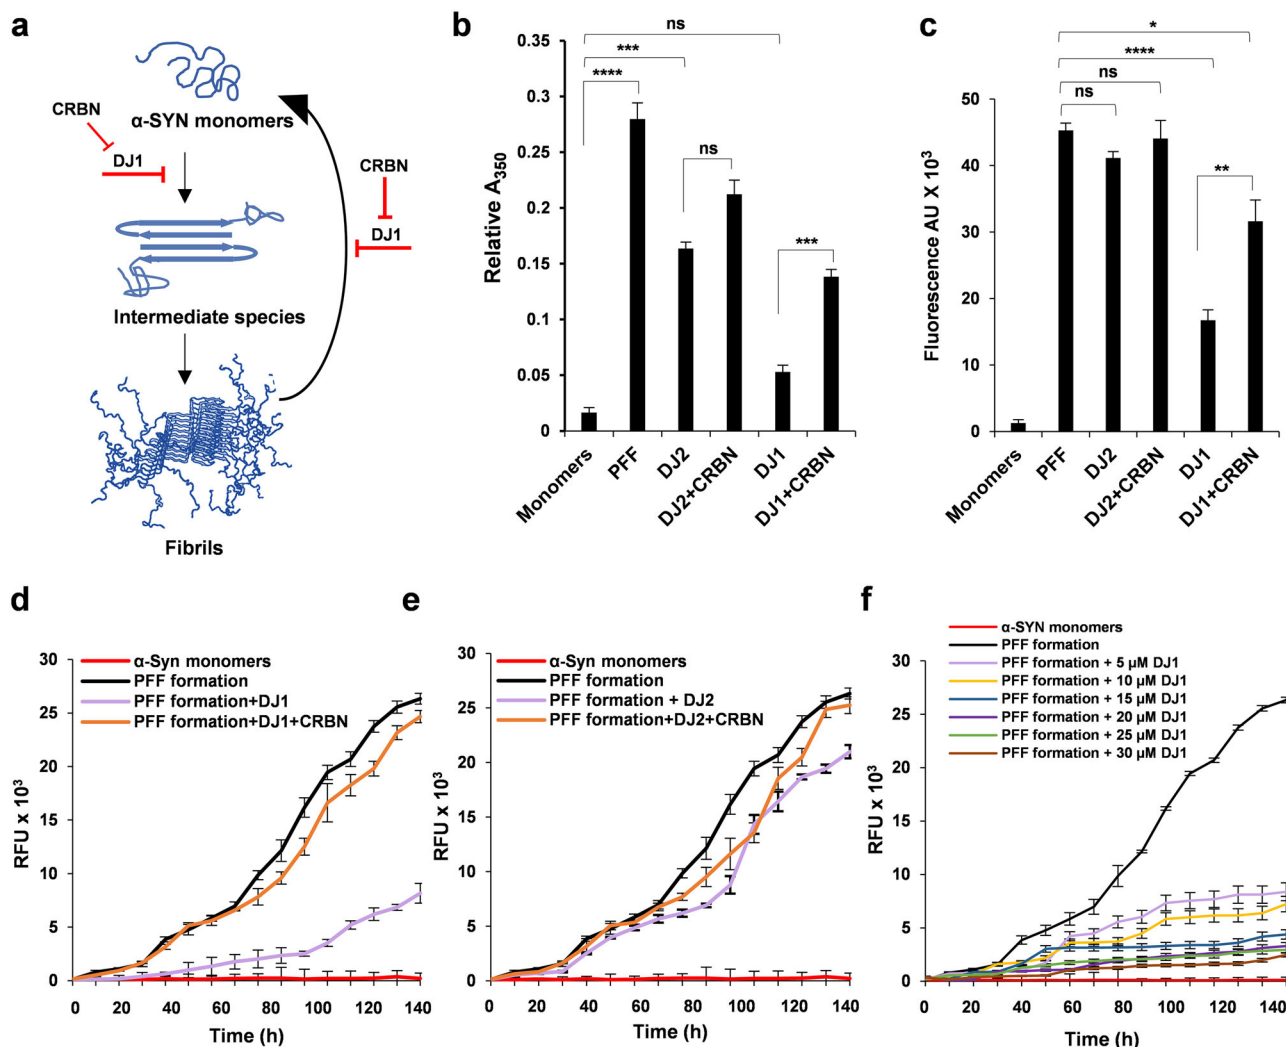 a
α-SYN monomers
CRBN
DJ1
CRBN
DJ1
Intermediate species
Fibrils
b
Relative A350
0.35
0.3
0.25
0.2
0.15
0.1
0.05
0
ns
***
****
ns
***
Monomers
PFF
DJ2
DJ2+CRBN
DJ1
DJ1+CRBN
c
Fluorescence AU X 10³
50
40
30
20
10
0
*
****
ns
ns
**
Monomers
PFF
DJ2
DJ2+CRBN
DJ1
DJ1+CRBN
d
α-Syn monomers
PFF formation
PFF formation+DJ1
PFF formation+DJ1+CRBN
RFU x 10³
30
25
20
15
10
5
0
0 20 40 60 80 100 120 140
Time (h)
e
α-Syn monomers
PFF formation
PFF formation + DJ2
PFF formation+DJ2+CRBN
RFU x 10³
30
25
20
15
10
5
0
0 20 40 60 80 100 120 140
Time (h)
f
α-SYN monomers
PFF formation
PFF formation + 5 µM DJ1
PFF formation + 10 µM DJ1
PFF formation + 15 µM DJ1
PFF formation + 20 µM DJ1
PFF formation + 25 µM DJ1
PFF formation + 30 µM DJ1
RFU x 10³
30
25
20
15
10
5
0
0 20 40 60 80 100 120 140
Time (h)